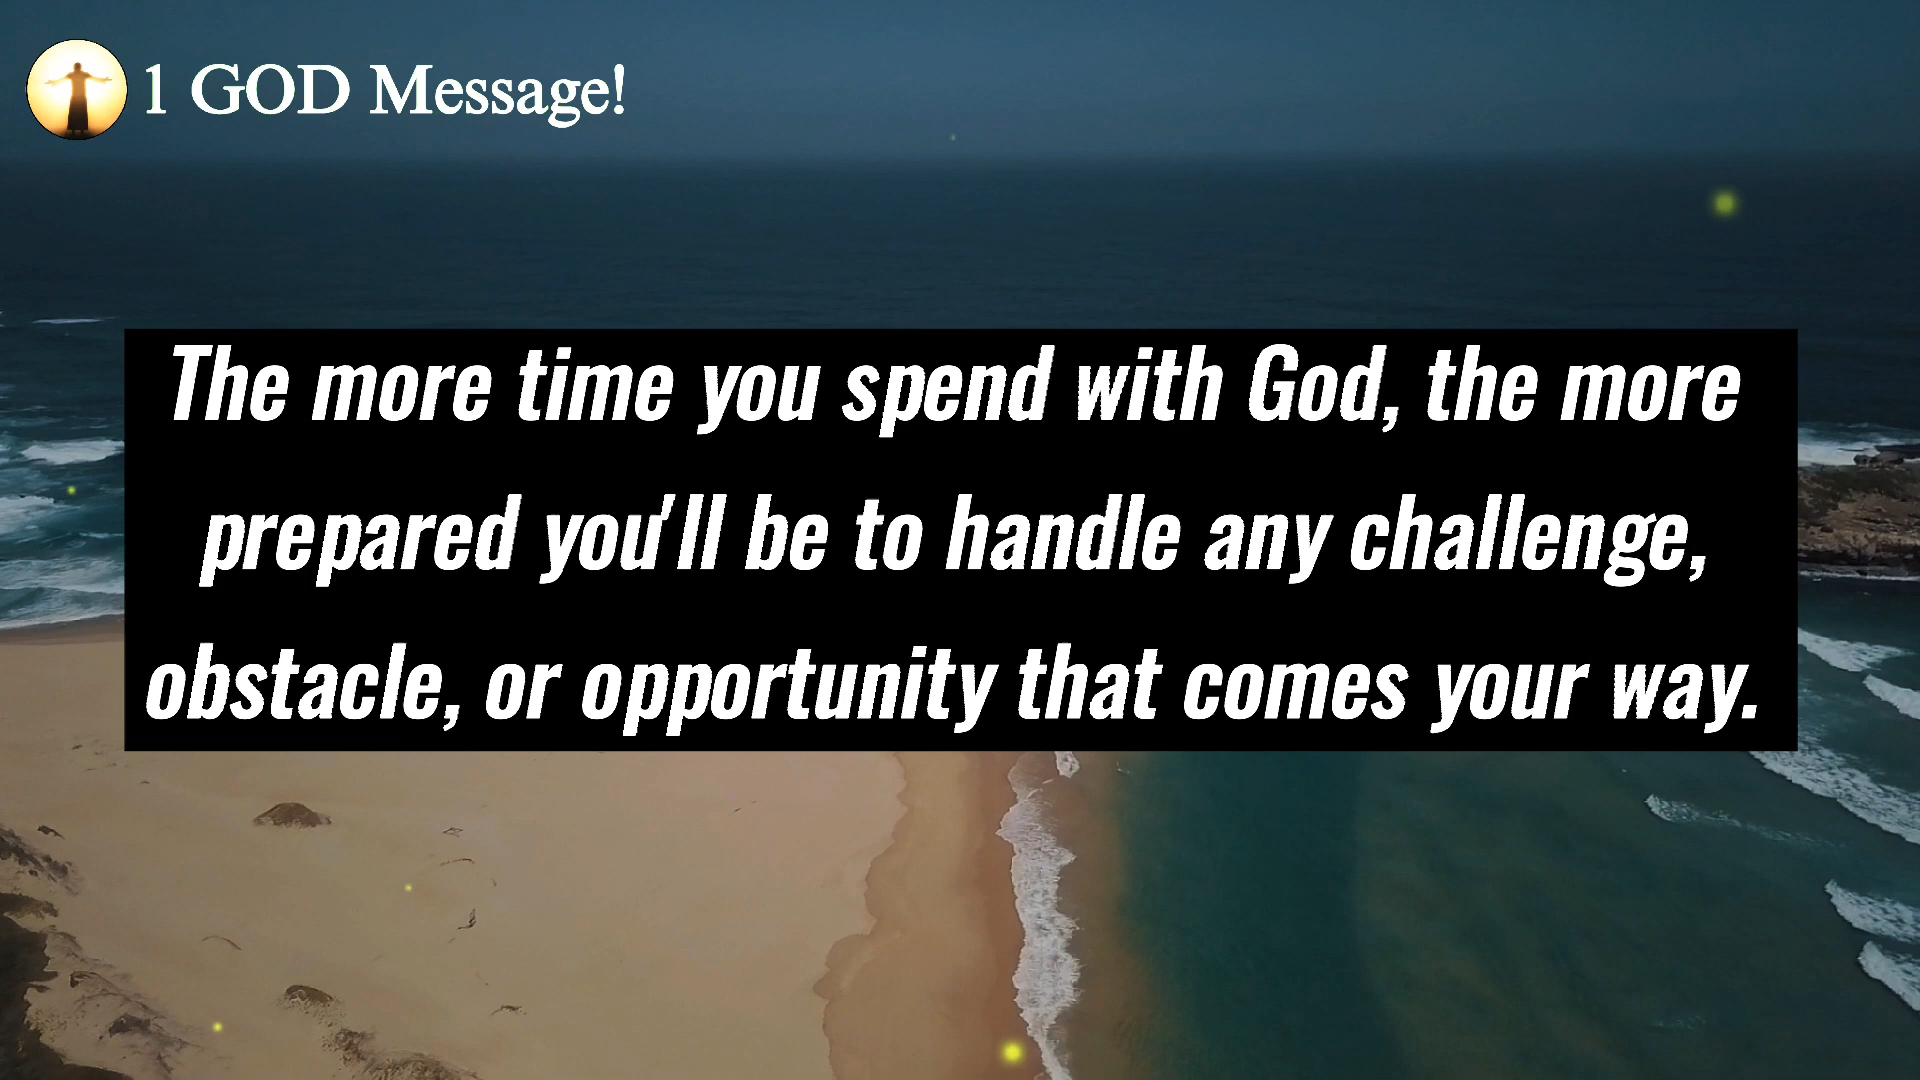 1 GOD Message!
The more time you spend with God, the more
prepared you'll be to handle any challenge,
obstacle, or opportunity that comes your way.